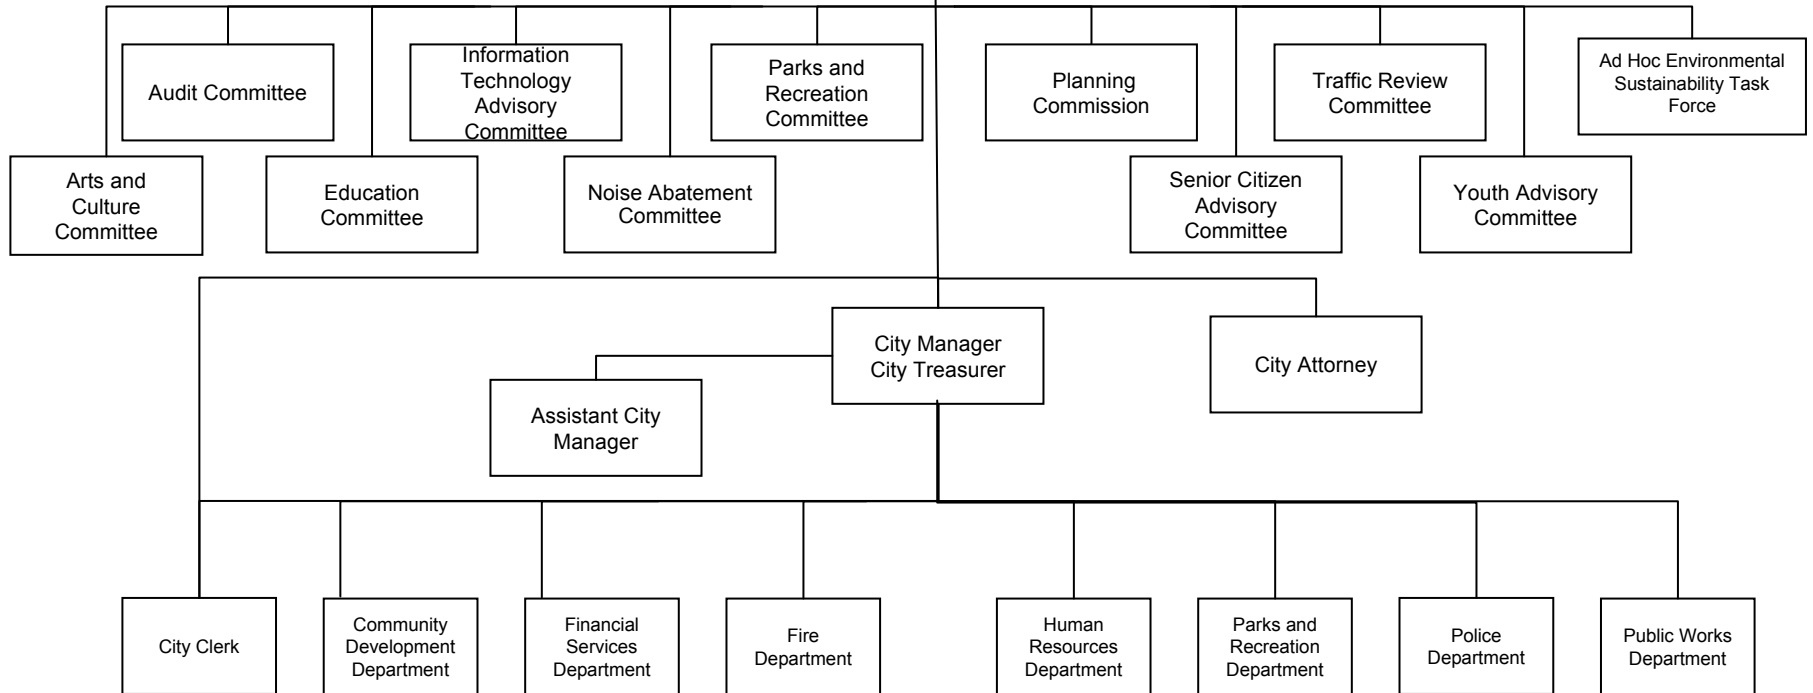 Audit Committee
Information
Technology
Advisory
Committee
Parks and
Recreation
Committee
Planning
Commission
Traffic Review
Committee
Ad Hoc Environmental
Sustainability Task
Force
Arts and
Culture
Committee
Education
Committee
Noise Abatement
Committee
Senior Citizen
Advisory
Committee
Youth Advisory
Committee
City Manager
City Treasurer
City Attorney
Assistant City
Manager
City Clerk
Community
Development
Department
Financial
Services
Department
Fire
Department
Human
Resources
Department
Parks and
Recreation
Department
Police
Department
Public Works
Department